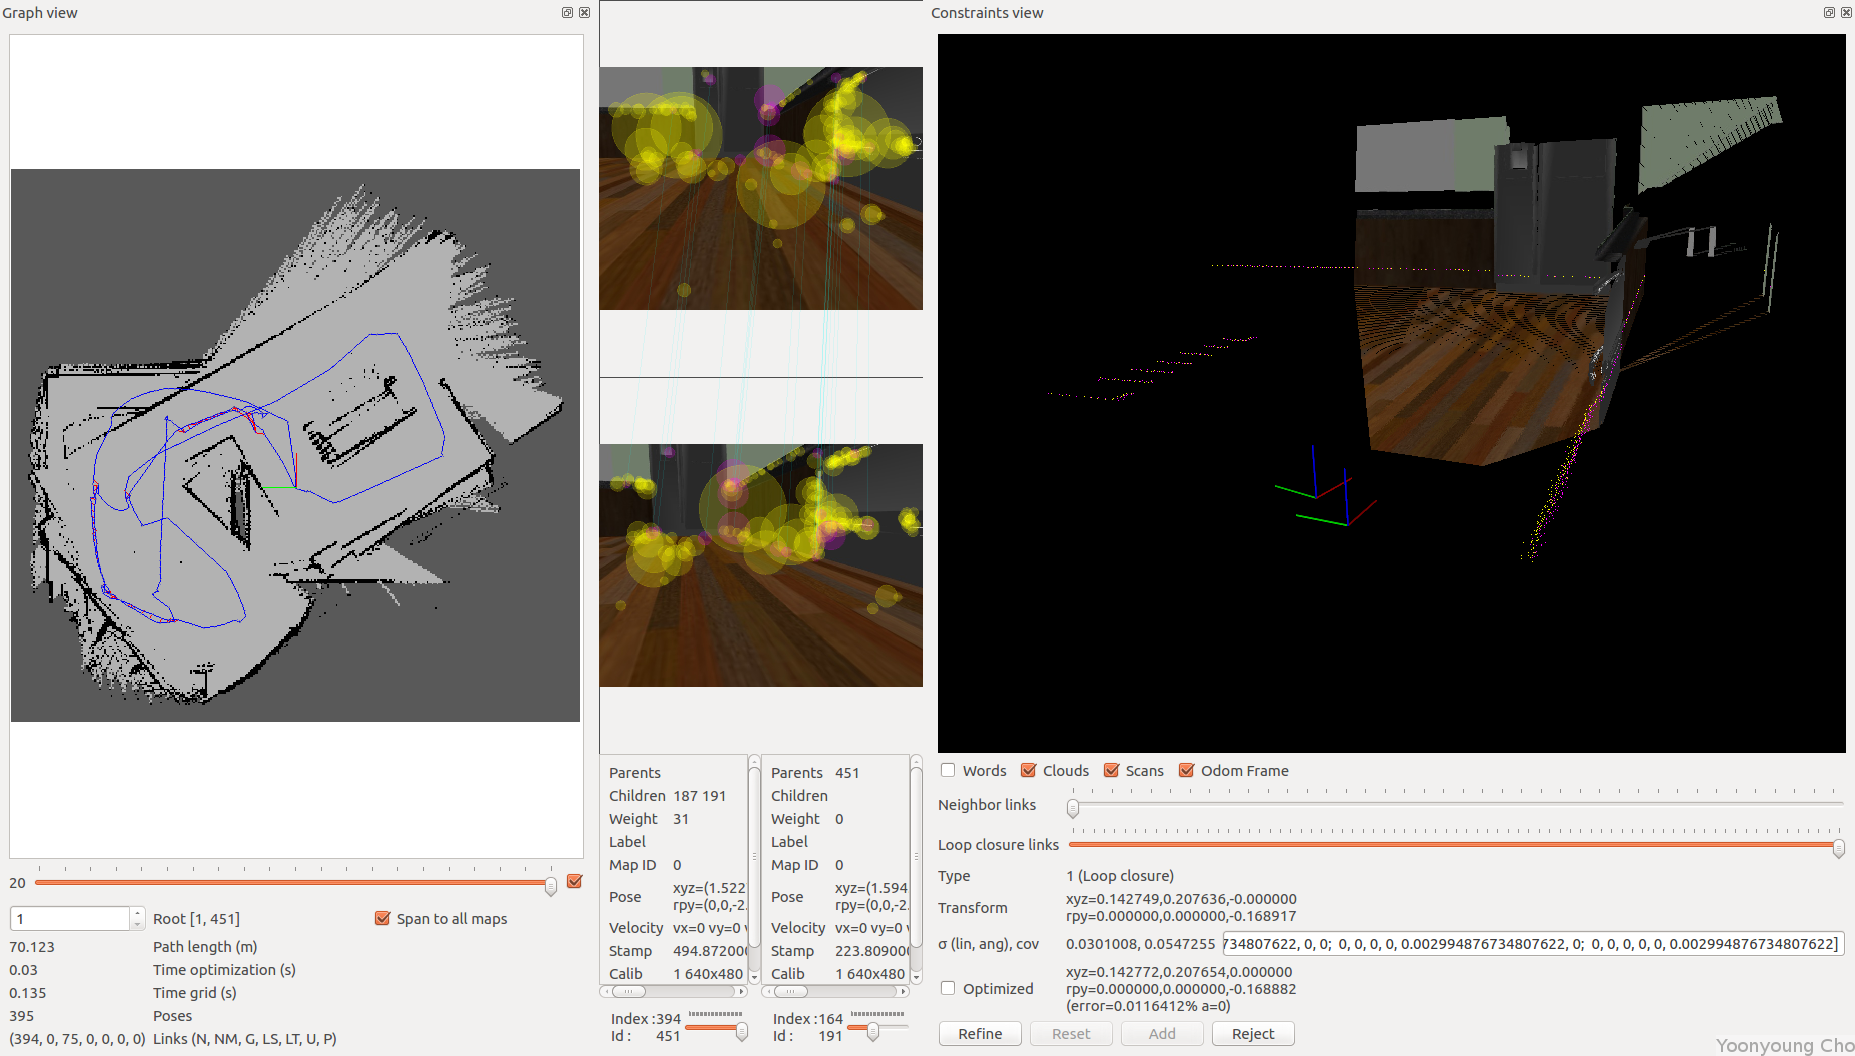 Graph view
20
1
Root [1, 451]
Span to all maps
70.123 Path length (m)
0.03 Time optimization (s)
0.135 Time grid (s)
395 Poses
(394, 0, 75, 0, 0, 0, 0) Links (N, NM, G, LS, LT, U, P)
Parents
Children 187 191
Weight 31
Label
Map ID 0
Pose xyz=(1.522
rpy=(0,0,-2.
Velocity vx=0 vy=0
Stamp 494.87200
Calib 1 640x480
Index :394
Id : 451
Parents 451
Children
Weight 0
Label
Map ID 0
Pose xyz=(1.594
rpy=(0,0,-2.
Velocity vx=0 vy=0
Stamp 223.80900
Calib 1 640x480
Index :164
Id : 191
Constraints view
Words Clouds Scans Odom Frame
Neighbor links
Loop closure links
Type 1 (Loop closure)
Transform xyz=0.142749,0.207636,-0.000000
rpy=0.000000,0.000000,-0.168917
σ (lin, ang), cov 0.0301008, 0.0547255 734807622, 0, 0; 0, 0, 0, 0, 0.002994876734807622, 0; 0, 0, 0, 0, 0, 0.002994876734807622]
Optimized xyz=0.142772,0.207654,0.000000
rpy=0.000000,0.000000,-0.168882
(error=0.0116412% a=0)
Refine Reset Add Reject
Yoonyoung Cho